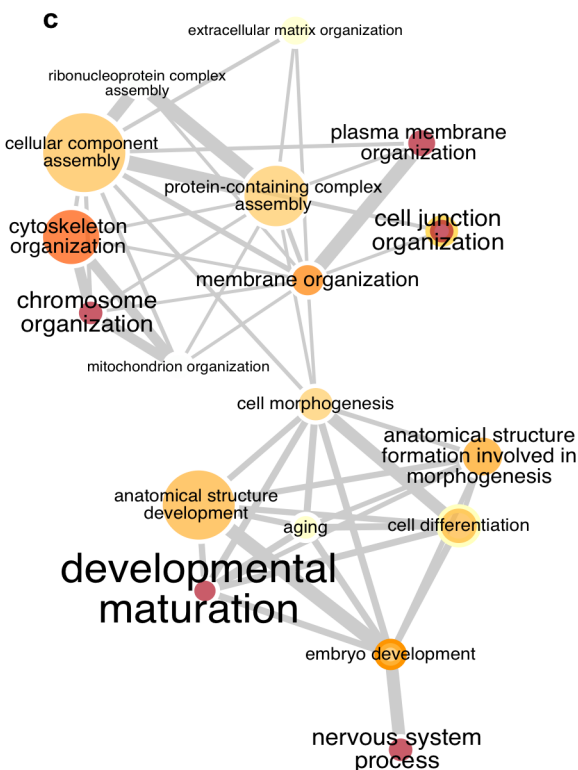 c
extracellular matrix organization
ribonucleoprotein complex
assembly
cellular component
assembly
plasma membrane
organization
protein-containing complex
assembly
cell junction
organization
cytoskeleton
organization
membrane organization
chromosome
organization
mitochondrion organization
cell morphogenesis
anatomical structure
formation involved in
morphogenesis
anatomical structure
development
aging
cell differentiation
developmental
maturation
embryo development
nervous system
process